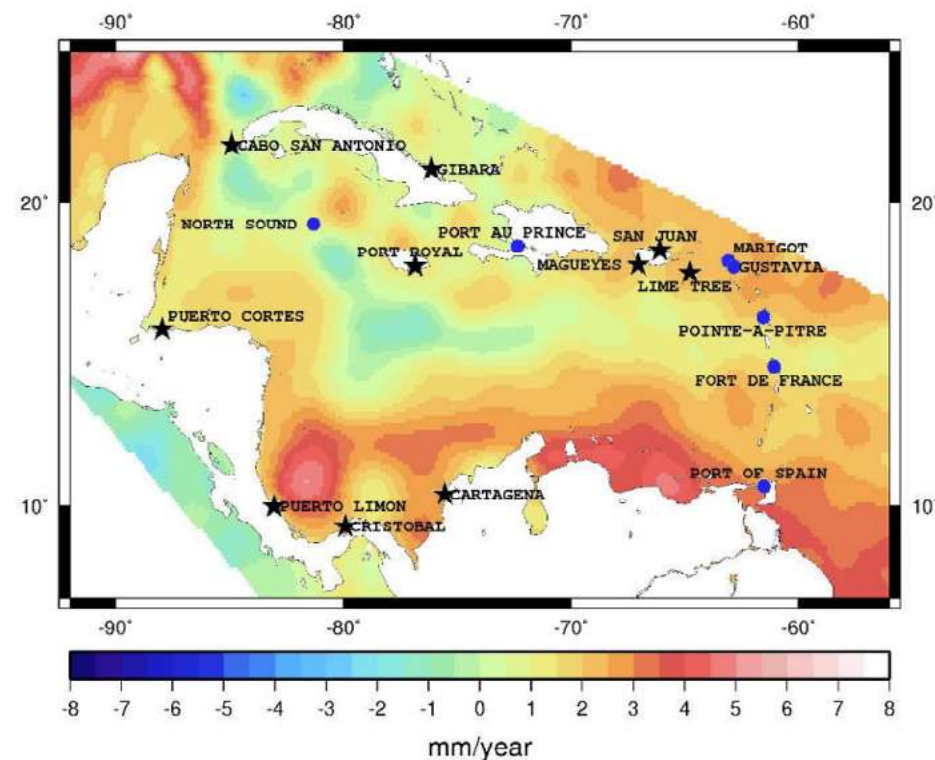 -90° -80° -70° -60°
CABO SAN ANTONIO
GIBARA
20° 20°
NORTH SOUND
PORT AU PRINCE
SAN JUAN
PORT ROYAL
MARIGOT
MAGUEYES
GUSTAVIA
LIME TREE
PUERTO CORTES
POINTE-A-PITRE
FORT DE FRANCE
PORT OF SPAIN
10° 10°
CARTAGENA
PUERTO LIMON
CRISTOBAL
-90° -80° -70° -60°
-8 -7 -6 -5 -4 -3 -2 -1 0 1 2 3 4 5 6 7 8
mm/year